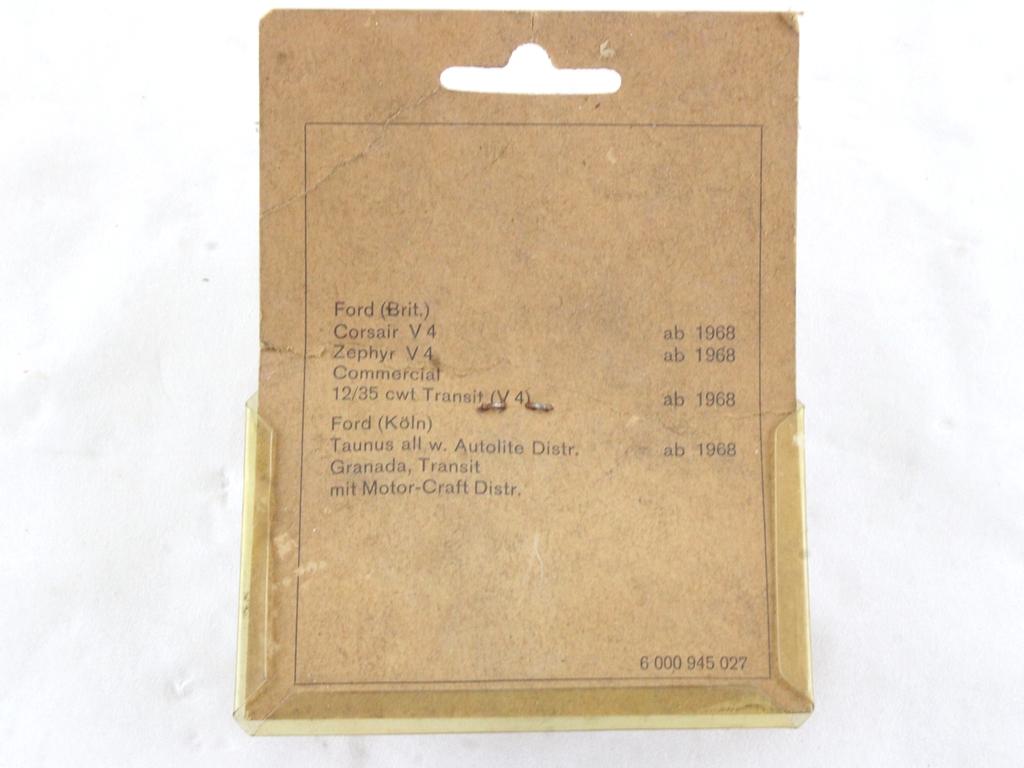 Ford (Brit.)
Corsair V 4 ab 1968
Zephyr V 4 ab 1968
Commercial
12/35 cwt Transit (V 4) ab 1968
Ford (Köln)
Taunus all w. Autolite Distr. ab 1968
Granada, Transit
mit Motor-Craft Distr.
6 000 945 027